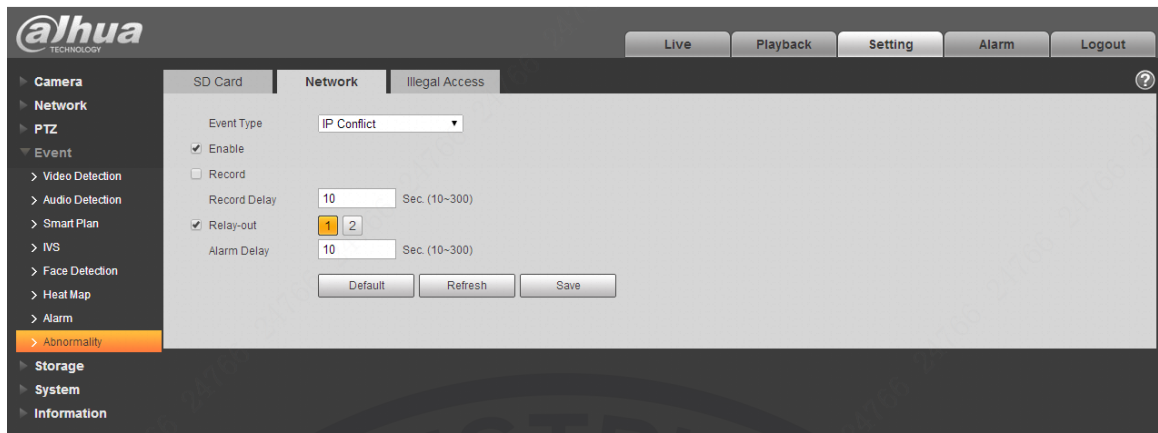 alhua
TECHNOLOGY
Live Playback Setting Alarm Logout
Camera
Network
PTZ
Event
Video Detection
Audio Detection
Smart Plan
IVS
Face Detection
Heat Map
Alarm
Abnormality
Storage
System
Information
SD Card Network Illegal Access
?
Event Type IP Conflict
Enable
Record
Record Delay 10 Sec. (10~300)
Relay-out 1 2
Alarm Delay 10 Sec. (10~300)
Default Refresh Save